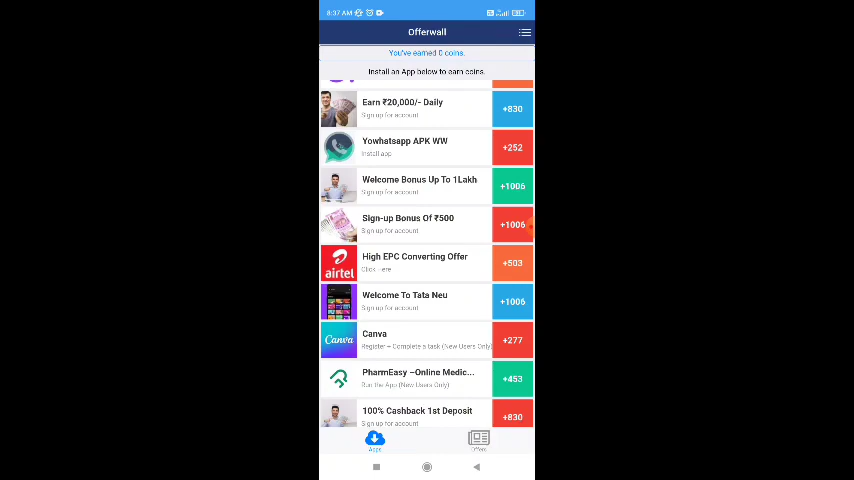 8:37 AM
Offerwall
You've earned 0 coins.
Install an App below to earn coins.
Earn ₹20,000/- Daily
Sign up for account
+830
Yowhatsapp APK WW
Install app
+252
Welcome Bonus Up To 1Lakh
Sign up for account
+1006
Sign-up Bonus Of ₹500
Sign up for account
+1006
High EPC Converting Offer
Click Here
+503
airtel
Welcome To Tata Neu
Sign up for account
+1006
Canva
Canva
Register + Complete a task (New Users Only)
+277
PharmEasy –Online Medic...
Run the App (New Users Only)
+453
100% Cashback 1st Deposit
Sign up for account
+830
Apps
Offers